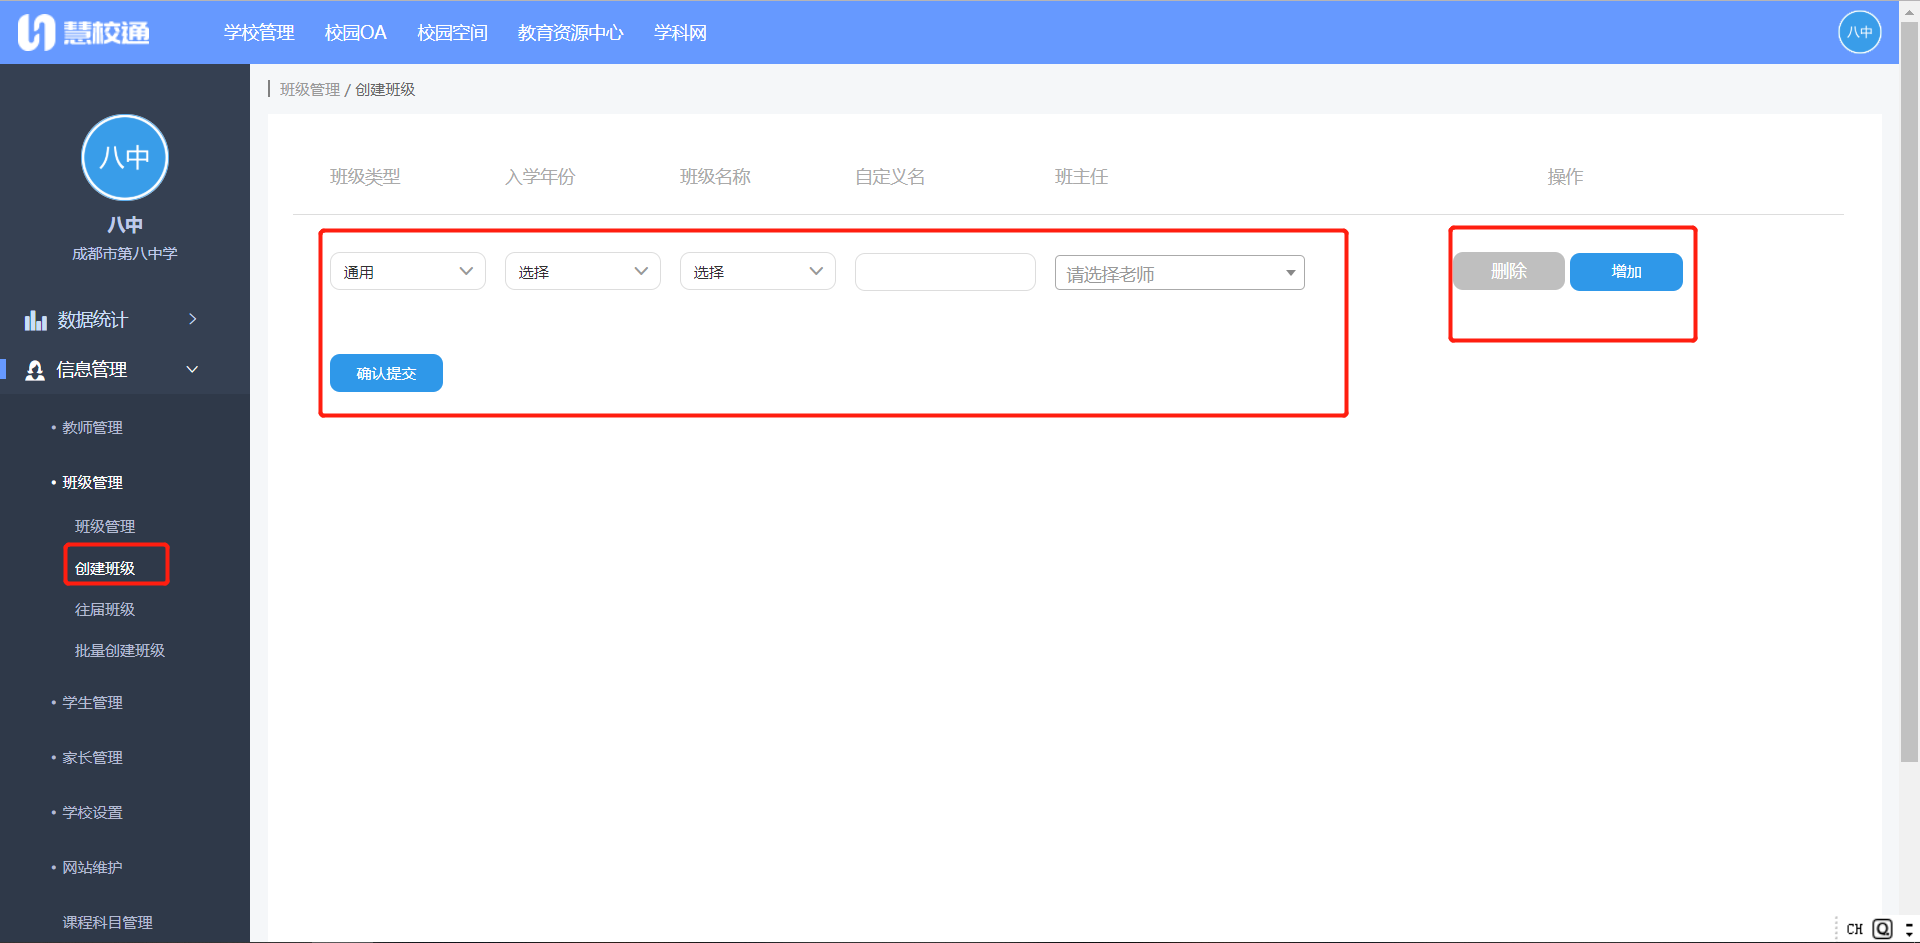 慧校通
学校管理 校园OA 校园空间 教育资源中心 学科网
八中
班级管理 / 创建班级
八中
八中
成都市第八中学
数据统计
信息管理
• 教师管理
• 班级管理
班级管理
创建班级
往届班级
批量创建班级
• 学生管理
• 家长管理
• 学校设置
• 网站维护
课程科目管理
班级类型 入学年份 班级名称 自定义名 班主任 操作
通用 选择 选择 请选择老师 删除 增加
确认提交
CH